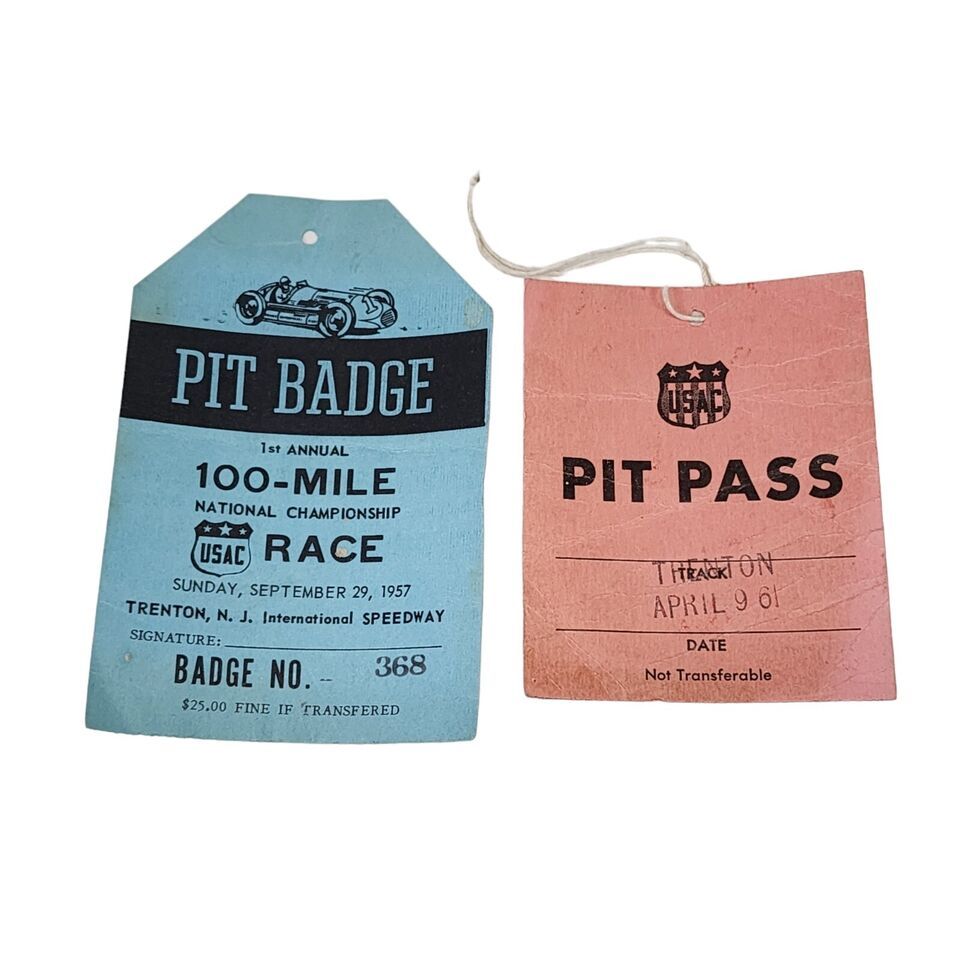 PIT BADGE
1st ANNUAL
100-MILE
NATIONAL CHAMPIONSHIP
USAC RACE
SUNDAY, SEPTEMBER 29, 1957
TRENTON, N. J. International SPEEDWAY
SIGNATURE:
BADGE NO. -- 368
$25.00 FINE IF TRANSFERED
USAC
PIT PASS
TRENTON
TRACK
APRIL 9 61
DATE
Not Transferable